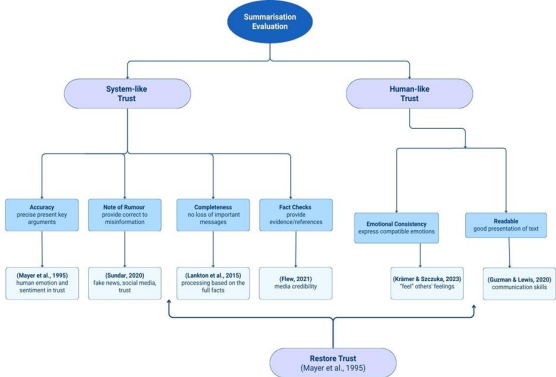 Summarisation
Evaluation
System-like
Trust
Human-like
Trust
Accuracy
precise present key
arguments
Note of Rumour
provide correct to
misinformation
Completeness
no loss of important
messages
Fact Checks
provide
evidence/references
Emotional Consistency
express compatible emotions
Readable
good presentation of text
(Mayer et al., 1995)
human emotion and
sentiment in trust
(Sundar, 2020)
fake news, social media,
trust
(Lankton et al., 2015)
processing based on the
full facts
(Flew, 2021)
media credibility
(Krämer & Szczuka, 2023)
"feel" others' feelings
(Guzman & Lewis, 2020)
communication skills
Restore Trust
(Mayer et al., 1995)